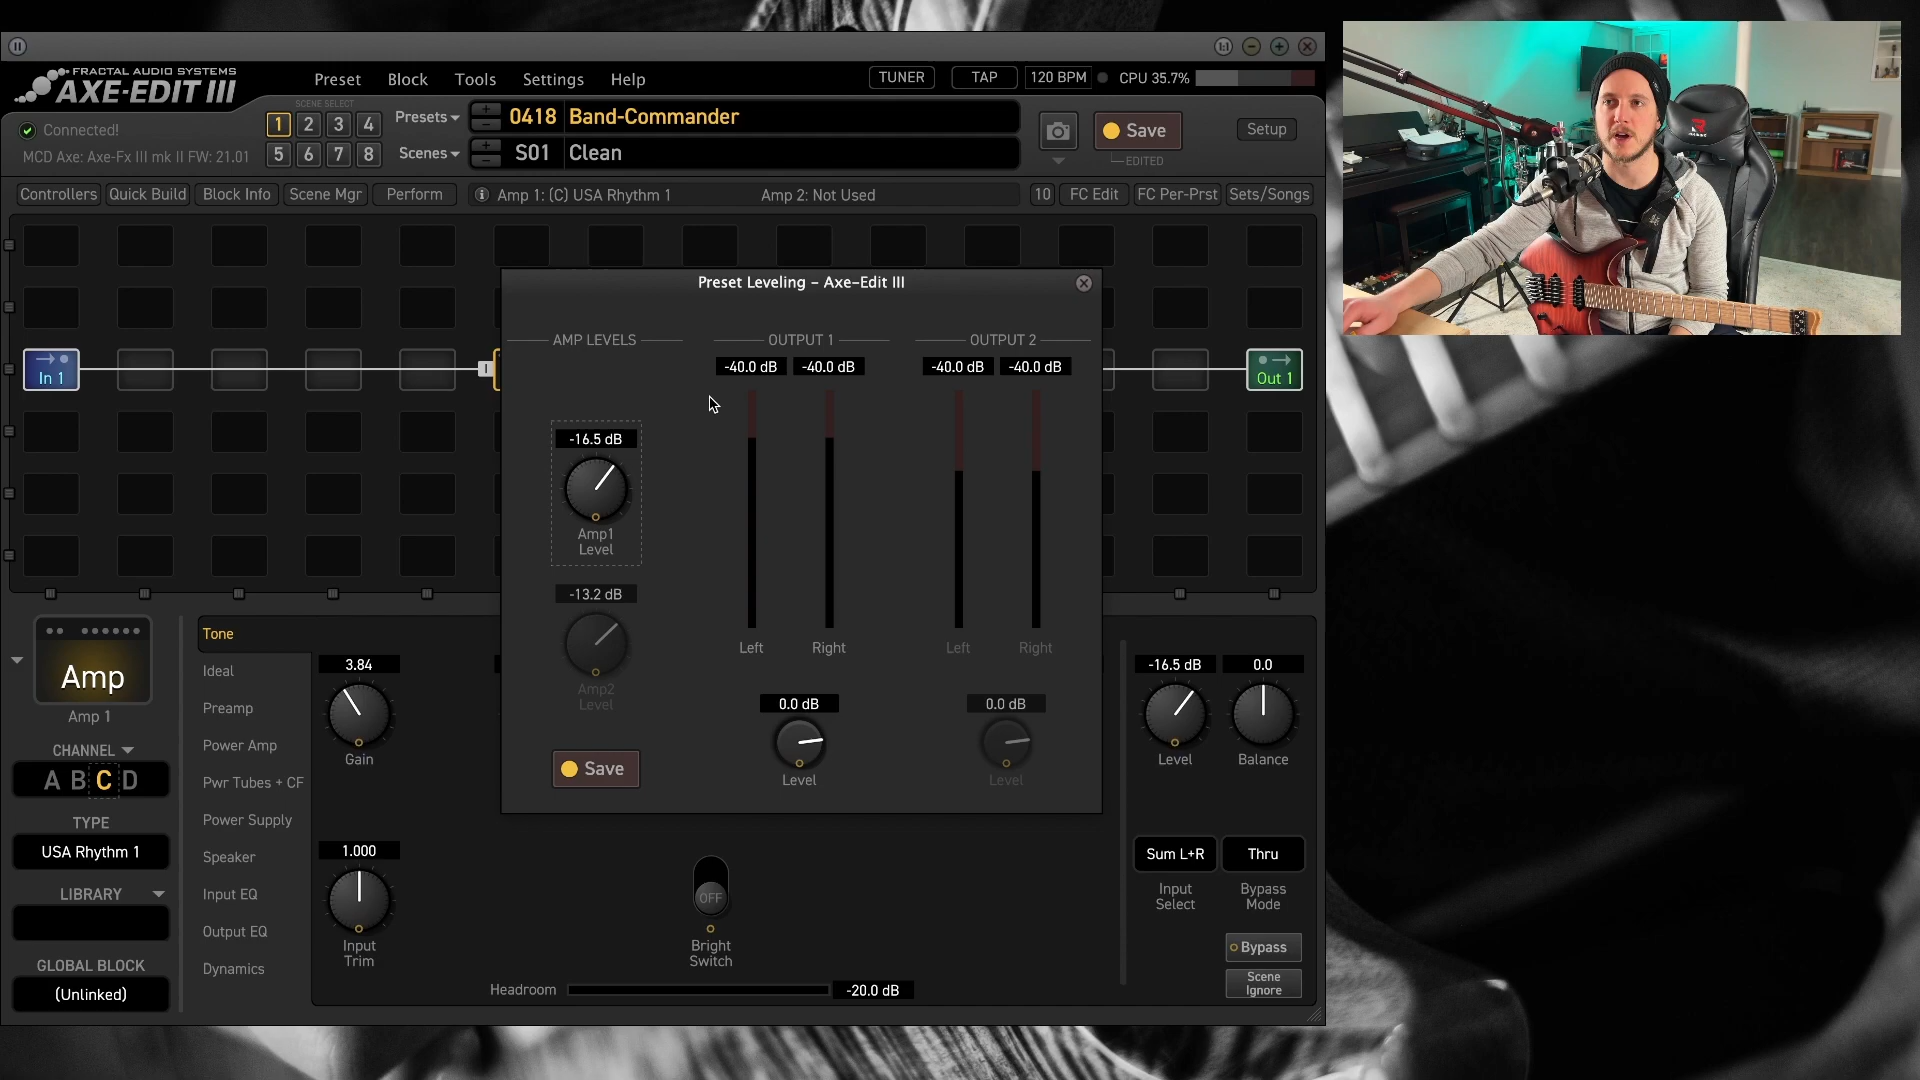 FRACTAL AUDIO SYSTEMS
AXE-EDIT III
Preset Block Tools Settings Help
TUNER TAP 120 BPM CPU 35.7%
SCENE SELECT
1 2 3 4
5 6 7 8
Connected!
MCD Axe: Axe-Fx III mk II FW: 21.01
Presets 0418 Band-Commander
Scenes S01 Clean
Save
EDITED
Setup
Controllers Quick Build Block Info Scene Mgr Perform
Amp 1: (C) USA Rhythm 1 Amp 2: Not Used
10 FC Edit FC Per-Prst Sets/Songs
In 1
Out 1
Preset Leveling - Axe-Edit III
AMP LEVELS OUTPUT 1 OUTPUT 2
-40.0 dB -40.0 dB -40.0 dB -40.0 dB
-16.5 dB
Amp1
Level
-13.2 dB
Amp2
Level
Left Right Left Right
0.0 dB 0.0 dB
Level Level
Save
Amp
Amp 1
CHANNEL
A B C D
TYPE
USA Rhythm 1
LIBRARY
GLOBAL BLOCK
(Unlinked)
Tone
Ideal
Preamp
Power Amp
Pwr Tubes + CF
Power Supply
Speaker
Input EQ
Output EQ
Dynamics
3.84
Gain
1.000
Input
Trim
OFF
Bright
Switch
Headroom -20.0 dB
-16.5 dB 0.0
Level Balance
Sum L+R Thru
Input
Select
Bypass
Mode
Bypass
Scene
Ignore